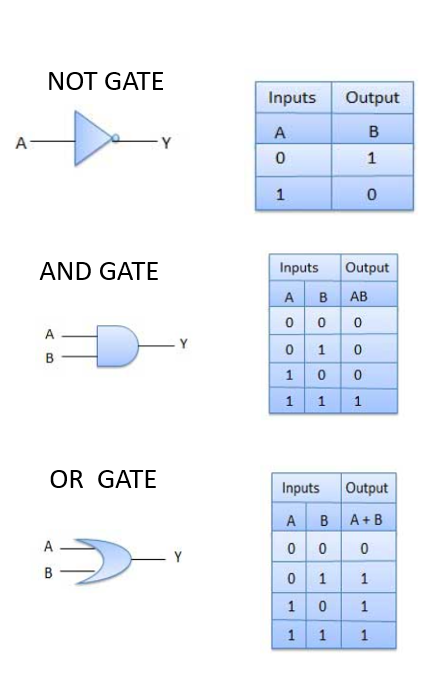 NOT GATE
A Y
Inputs Output
A B
0 1
1 0
AND GATE
A
B
Y
Inputs Output
A B AB
0 0 0
0 1 0
1 0 0
1 1 1
OR GATE
A
B
Y
Inputs Output
A B A + B
0 0 0
0 1 1
1 0 1
1 1 1